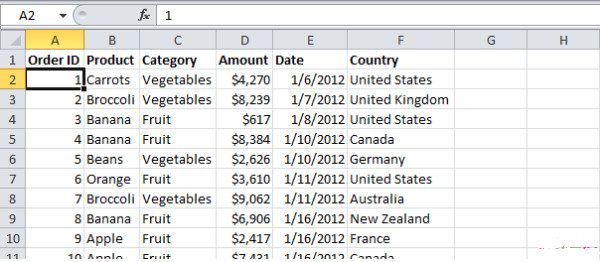 A2 fx 1
A B C D E F G H
1 Order ID Product Category Amount Date Country
2 1 Carrots Vegetables $4,270 1/6/2012 United States
3 2 Broccoli Vegetables $8,239 1/7/2012 United Kingdom
4 3 Banana Fruit $617 1/8/2012 United States
5 4 Banana Fruit $8,384 1/10/2012 Canada
6 5 Beans Vegetables $2,626 1/10/2012 Germany
7 6 Orange Fruit $3,610 1/11/2012 United States
8 7 Broccoli Vegetables $9,062 1/11/2012 Australia
9 8 Banana Fruit $6,906 1/16/2012 New Zealand
10 9 Apple Fruit $2,417 1/16/2012 France
11 10 Apple Fruit $7,431 1/16/2012 Canada